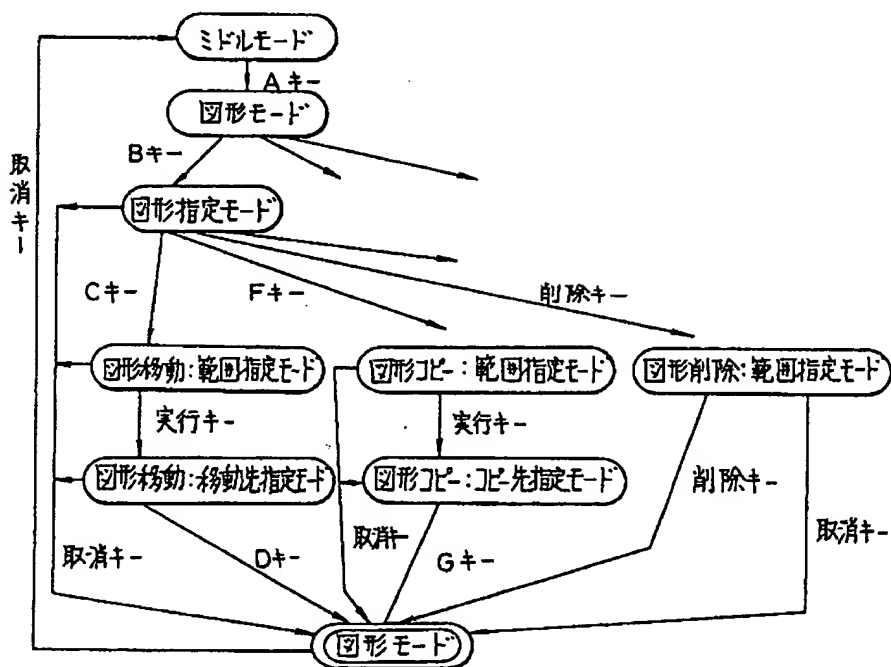 ミドルモード
Aキー
図形モード
Bキー
取消キー
図形指定モード
Cキー
Fキー
削除キー
図形移動:範囲指定モード
図形コピー:範囲指定モード
図形削除:範囲指定モード
実行キー
実行キー
図形移動:移動先指定モード
図形コピー:コピー先指定モード
削除キー
取消キー
Dキー
取消キー
Gキー
取消キー
図形モード